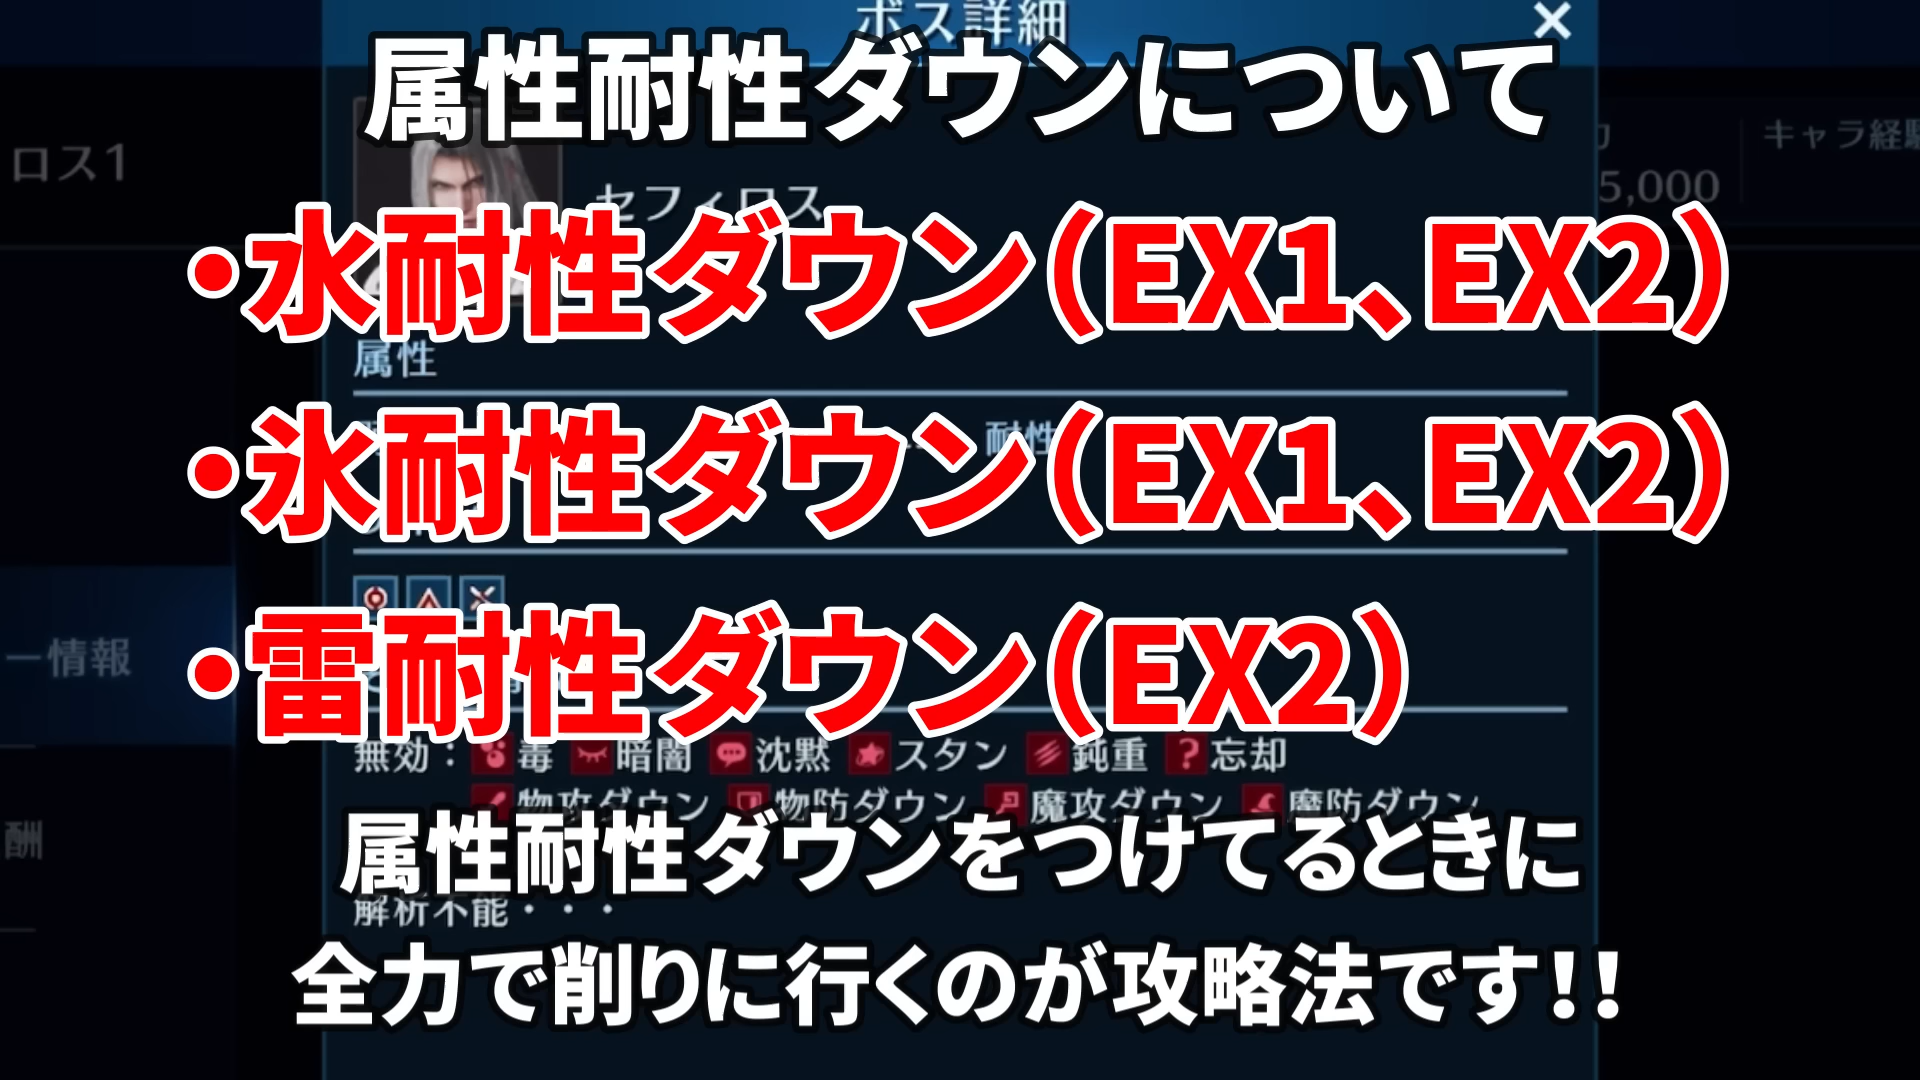 ボス詳細
属性耐性ダウンについて
ロス1
キャラ経験
5,000
セフィロス
・水耐性ダウン(EX1、EX2)
属性
耐性
・氷耐性ダウン(EX1、EX2)
ー情報
・雷耐性ダウン(EX2)
無効： 毒 暗闇 沈黙 スタン 鈍重 忘却
物攻ダウン 物防ダウン 魔攻ダウン 魔防ダウン
酬
属性耐性ダウンをつけてるときに
解析不能・・・
全力で削りに行くのが攻略法です!!